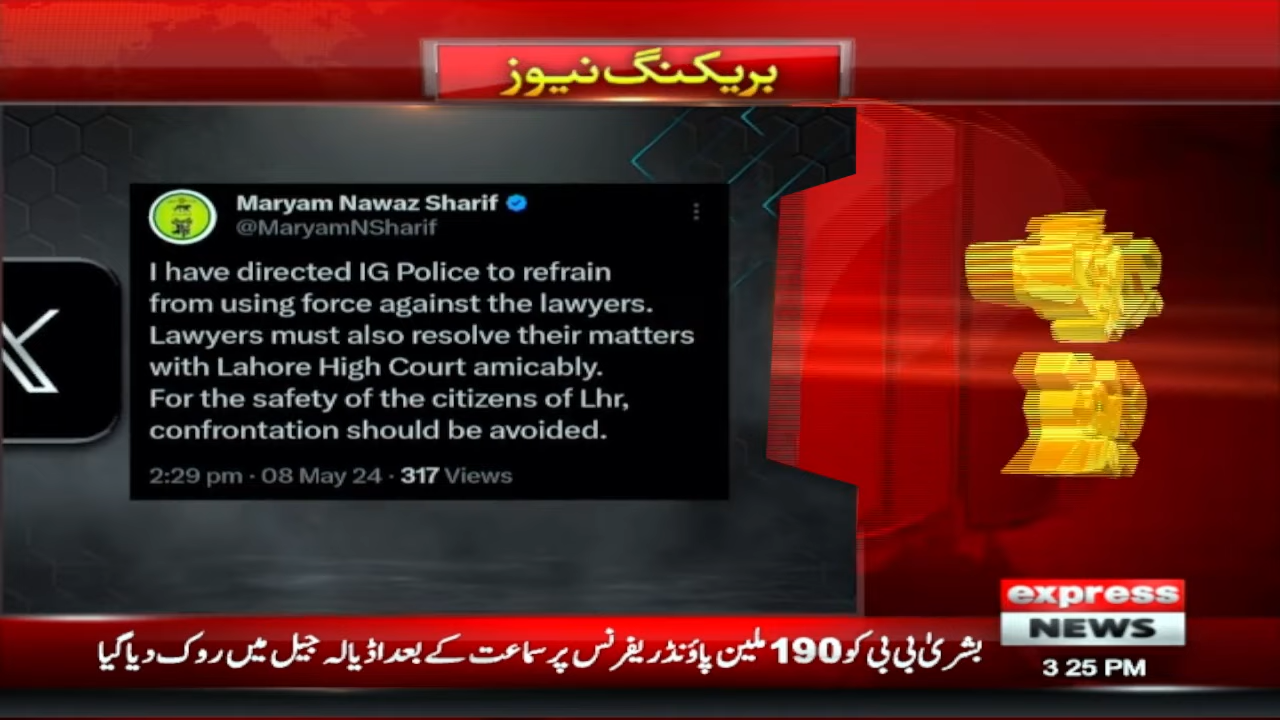 بریکنگ نیوز
Maryam Nawaz Sharif
@MaryamNSharif
I have directed IG Police to refrain
from using force against the lawyers.
Lawyers must also resolve their matters
with Lahore High Court amicably.
For the safety of the citizens of Lhr,
confrontation should be avoided.
2:29 pm · 08 May 24 · 317 Views
express
NEWS
بشریٰ بی بی کو 190 ملین پاؤنڈ ریفرنس پر سماعت کے بعد اڈیالہ جیل میں روک دیا گیا
3 25 PM